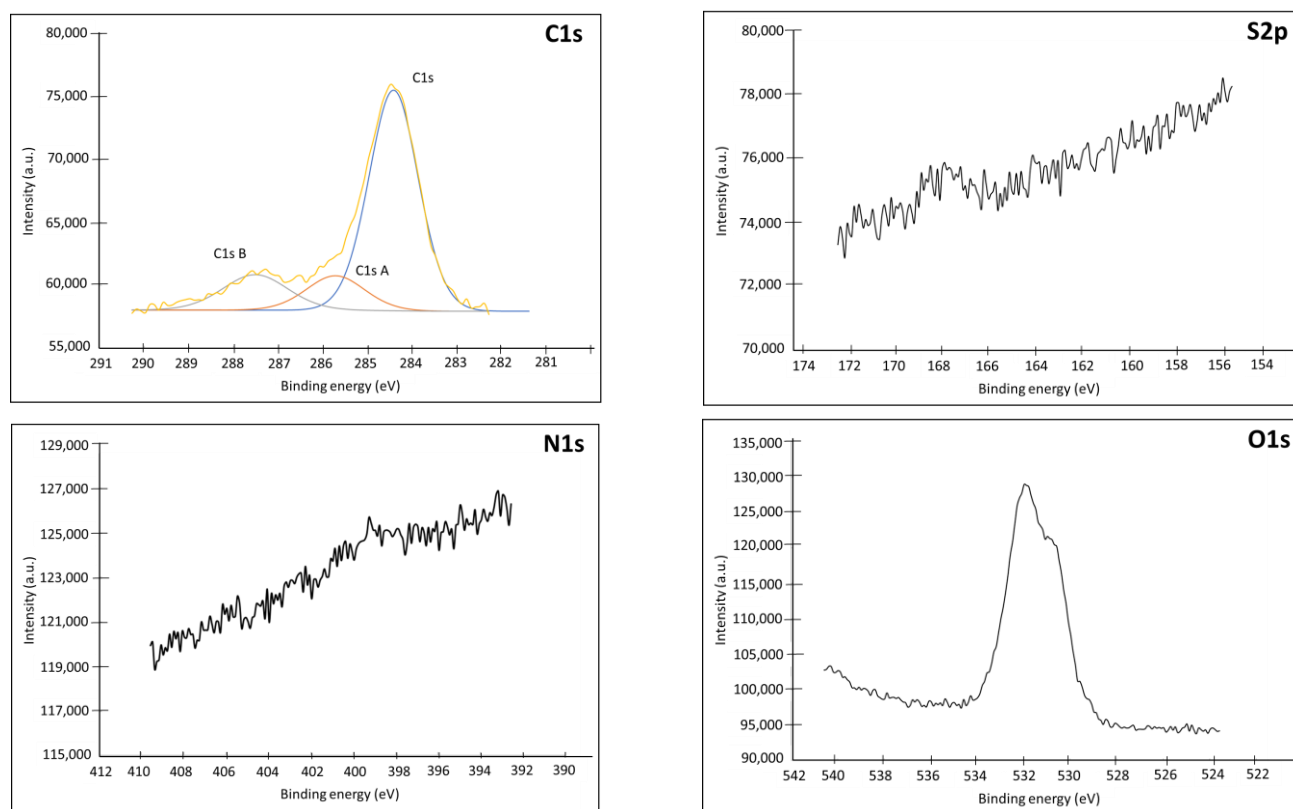 C1s
80,000
75,000
70,000
65,000
60,000
55,000
Intensity (a.u.)
C1s
C1s B
C1s A
291 290 289 288 287 286 285 284 283 282 281
Binding energy (eV)
S2p
80,000
78,000
76,000
74,000
72,000
70,000
Intensity (a.u.)
174 172 170 168 166 164 162 160 158 156 154
Binding energy (eV)
N1s
129,000
127,000
125,000
123,000
121,000
119,000
117,000
115,000
Intensity (a.u.)
412 410 408 406 404 402 400 398 396 394 392 390
Binding energy (eV)
O1s
135,000
130,000
125,000
120,000
115,000
105,000
100,000
95,000
90,000
Intensity (a.u.)
542 540 538 536 534 532 530 528 526 524 522
Binding energy (eV)